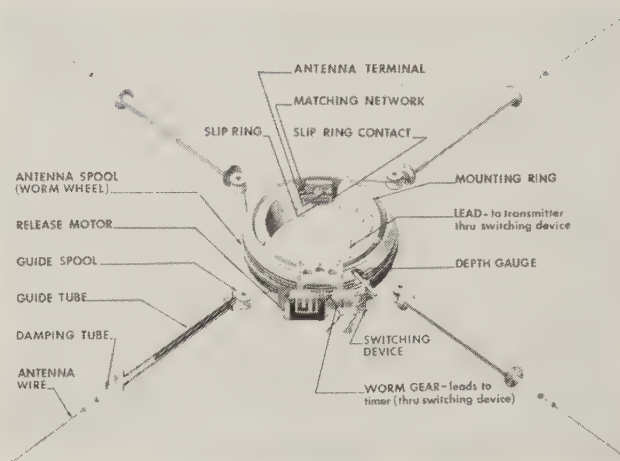 ANTENNA TERMINAL
MATCHING NETWORK
SLIP RING
SLIP RING CONTACT
ANTENNA SPOOL
(WORM WHEEL)
MOUNTING RING
RELEASE MOTOR
LEAD - to transmitter
thru switching device
GUIDE SPOOL
DEPTH GAUGE
GUIDE TUBE
DAMPING TUBE
SWITCHING
DEVICE
ANTENNA
WIRE
WORM GEAR - leads to
timer (thru switching device)